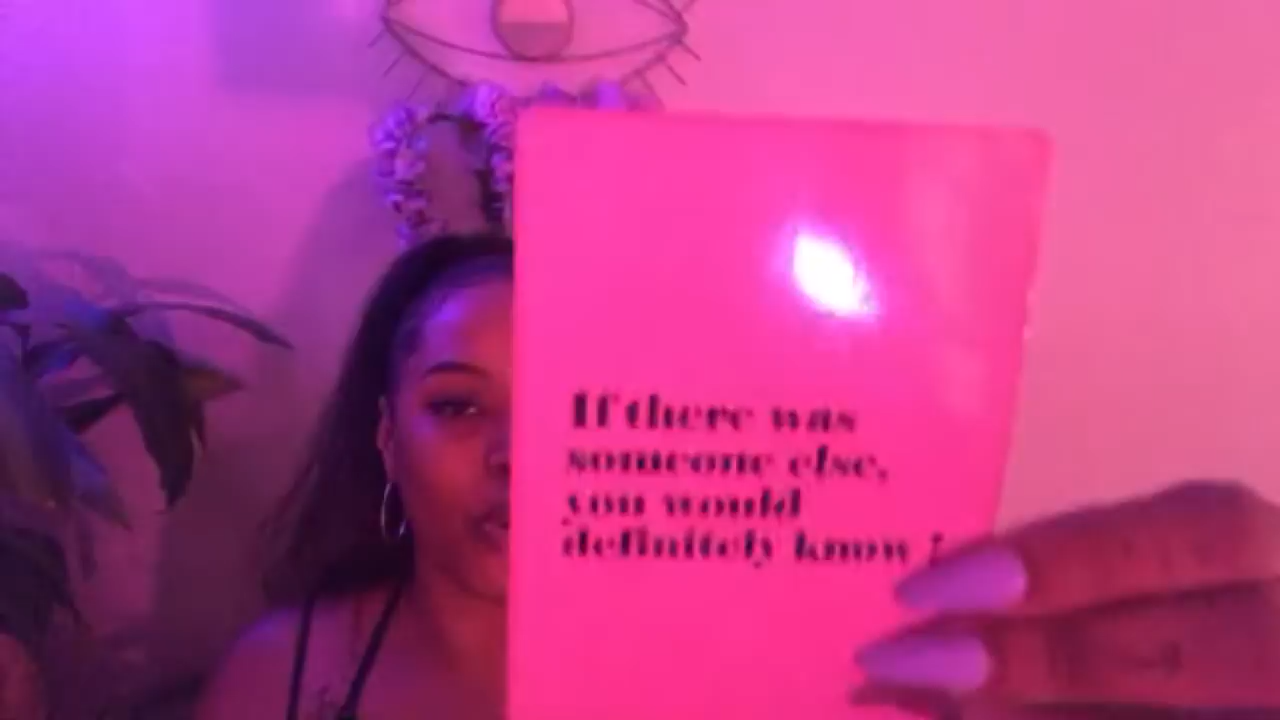 If there was
someone else,
you would
definitely know